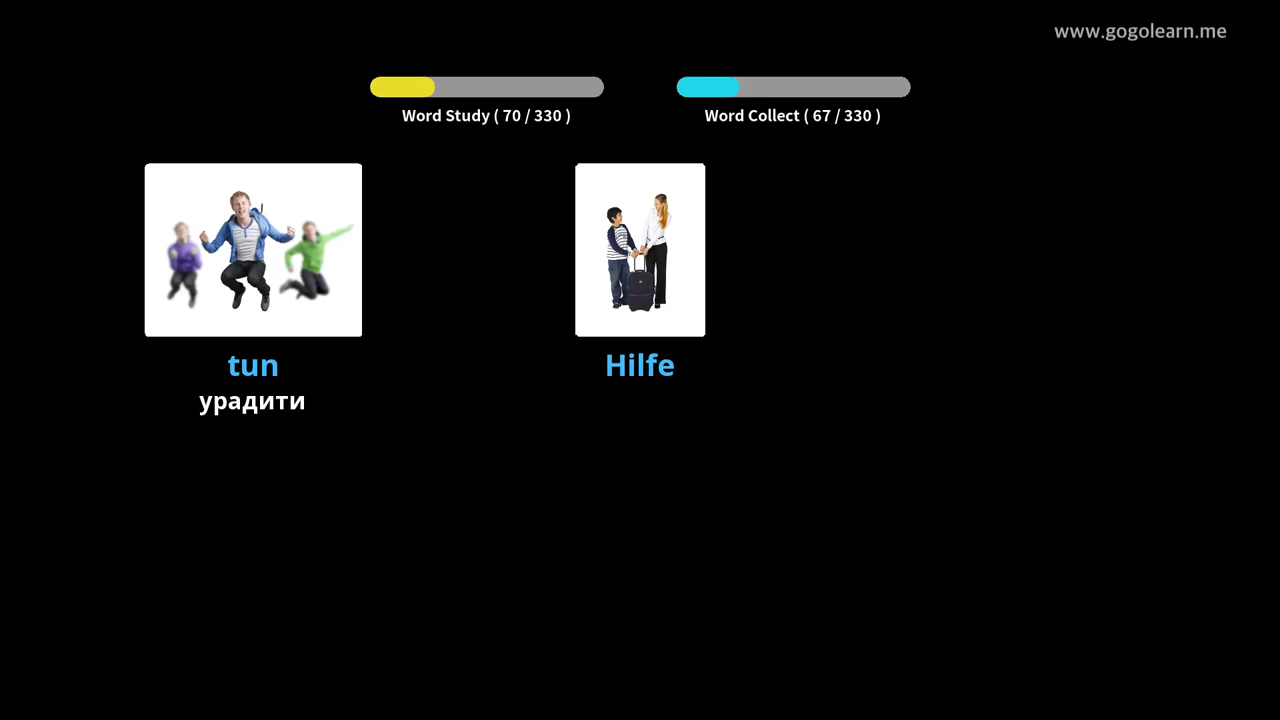 www.gogolearn.me
Word Study ( 70 / 330 )
Word Collect ( 67 / 330 )
tun
урадити
Hilfe